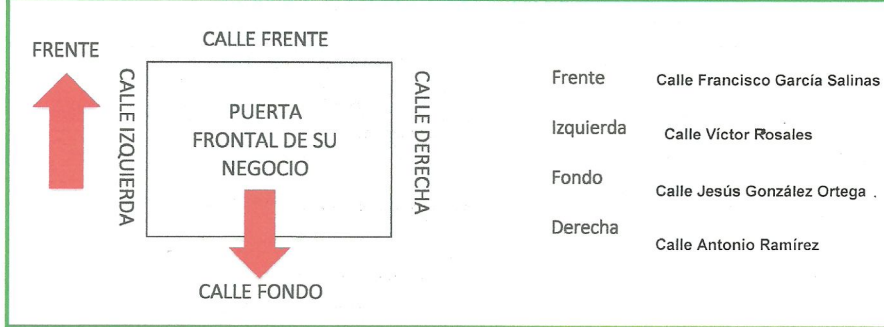 FRENTE
CALLE FRENTE
CALLE IZQUIERDA
PUERTA
FRONTAL DE SU
NEGOCIO
CALLE DERECHA
CALLE FONDO
Frente Calle Francisco García Salinas
Izquierda Calle Víctor Rosales
Fondo Calle Jesús González Ortega .
Derecha Calle Antonio Ramírez